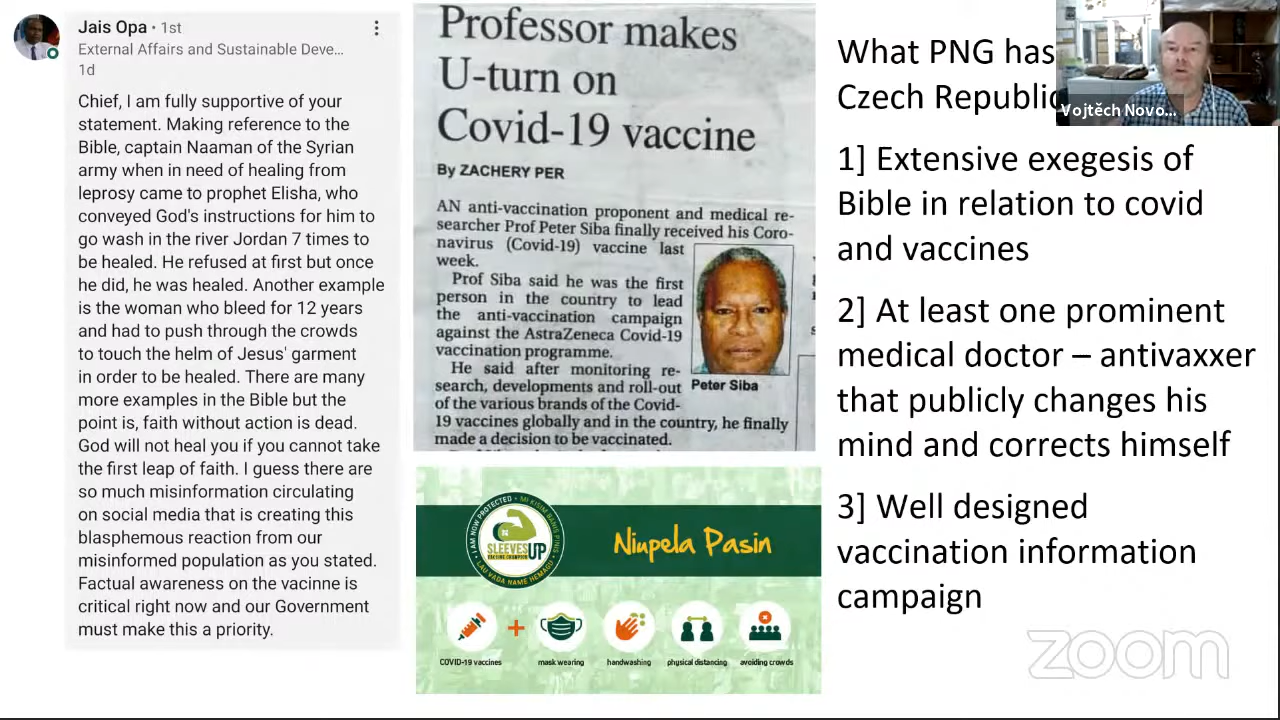 Jais Opa · 1st
External Affairs and Sustainable Deve...
1d
Chief, I am fully supportive of your
statement. Making reference to the
Bible, captain Naaman of the Syrian
army when in need of healing from
leprosy came to prophet Elisha, who
conveyed God's instructions for him to
go wash in the river Jordan 7 times to
be healed. He refused at first but once
he did, he was healed. Another example
is the woman who bleed for 12 years
and had to push through the crowds
to touch the helm of Jesus' garment
in order to be healed. There are many
more examples in the Bible but the
point is, faith without action is dead.
God will not heal you if you cannot take
the first leap of faith. I guess there are
so much misinformation circulating
on social media that is creating this
blasphemous reaction from our
misinformed population as you stated.
Factual awareness on the vacinne is
critical right now and our Government
must make this a priority.
Professor makes
U-turn on
Covid-19 vaccine
By ZACHERY PER
AN anti-vaccination proponent and medical re-
searcher Prof Peter Siba finally received his Coro-
navirus (Covid-19) vaccine last
week.
Prof Siba said he was the first
person in the country to lead
the anti-vaccination campaign
against the AstraZeneca Covid-19
vaccination programme.
He said after monitoring re-
search, developments and roll-out
of the various brands of the Covid-
19 vaccines globally and in the country, he finally
made a decision to be vaccinated.
Peter Siba
I AM NOW PROTECTED • MI KISIM BANIS PINIS •
LAU VADA NAME HEMAGU
SLEEVES UP
VACCINE CHAMPION
Niupela Pasin
COVID-19 vaccines
+
mask wearing
handwashing
physical distancing
avoiding crowds
What PNG has
Czech Republic
1] Extensive exegesis of
Bible in relation to covid
and vaccines
2] At least one prominent
medical doctor – antivaxxer
that publicly changes his
mind and corrects himself
3] Well designed
vaccination information
campaign
Vojtěch Novo...
zoom